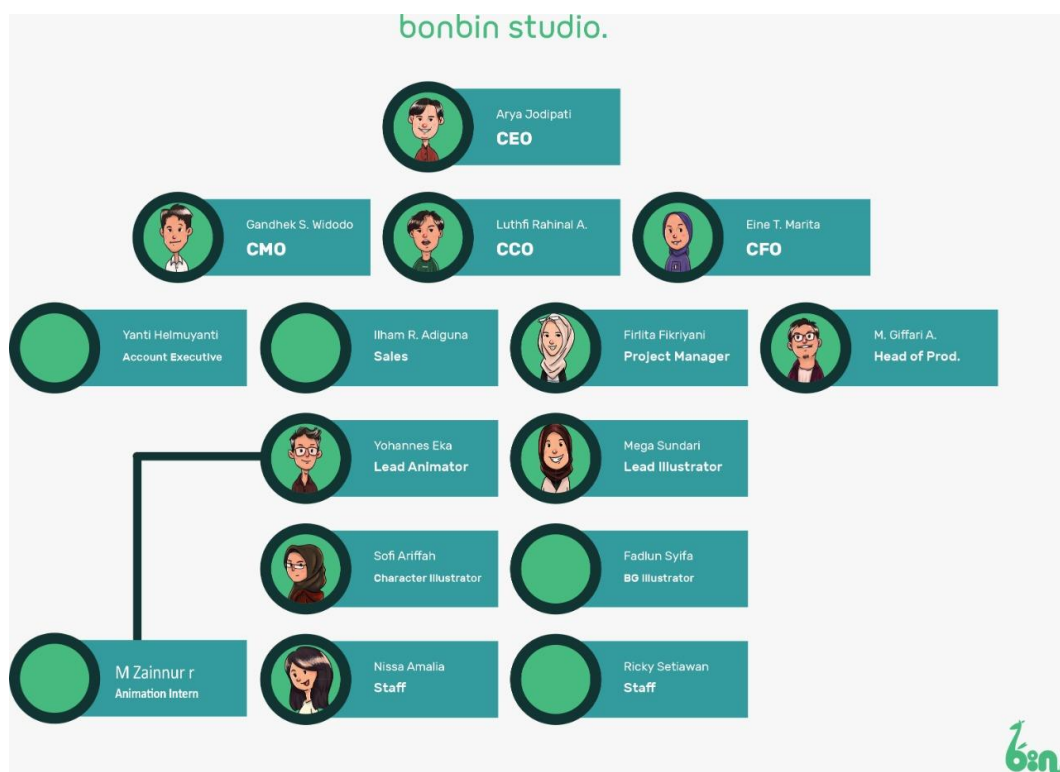 bonbin studio.
Arya Jodipati
CEO
Gandhek S. Widodo
CMO
Luthfi Rahinal A.
CCO
Eine T. Marita
CFO
Yanti Helmuyanti
Account Executive
Ilham R. Adiguna
Sales
Firlita Fikriyani
Project Manager
M. Giffari A.
Head of Prod.
Yohannes Eka
Lead Animator
Mega Sundari
Lead Illustrator
Sofi Ariffah
Character Illustrator
Fadlun Syifa
BG Illustrator
M Zainnur r
Animation Intern
Nissa Amalia
Staff
Ricky Setiawan
Staff
bin